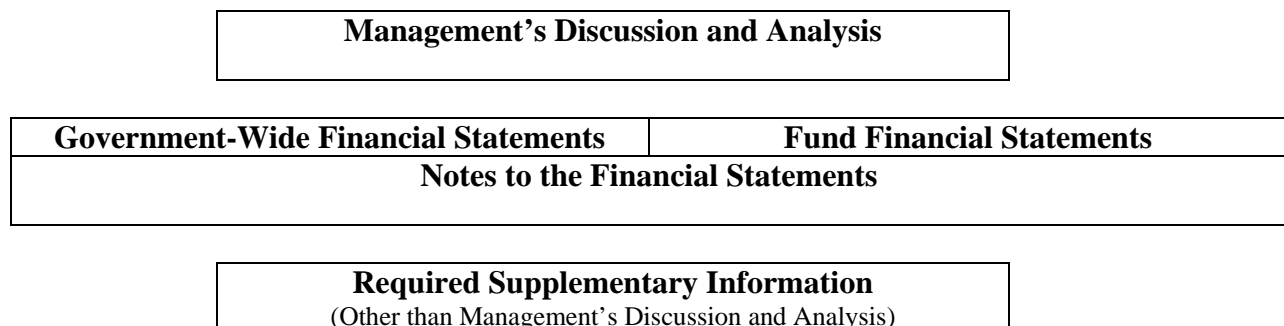 Management’s Discussion and Analysis
Government-Wide Financial Statements
Fund Financial Statements
Notes to the Financial Statements
Required Supplementary Information
(Other than Management’s Discussion and Analysis)